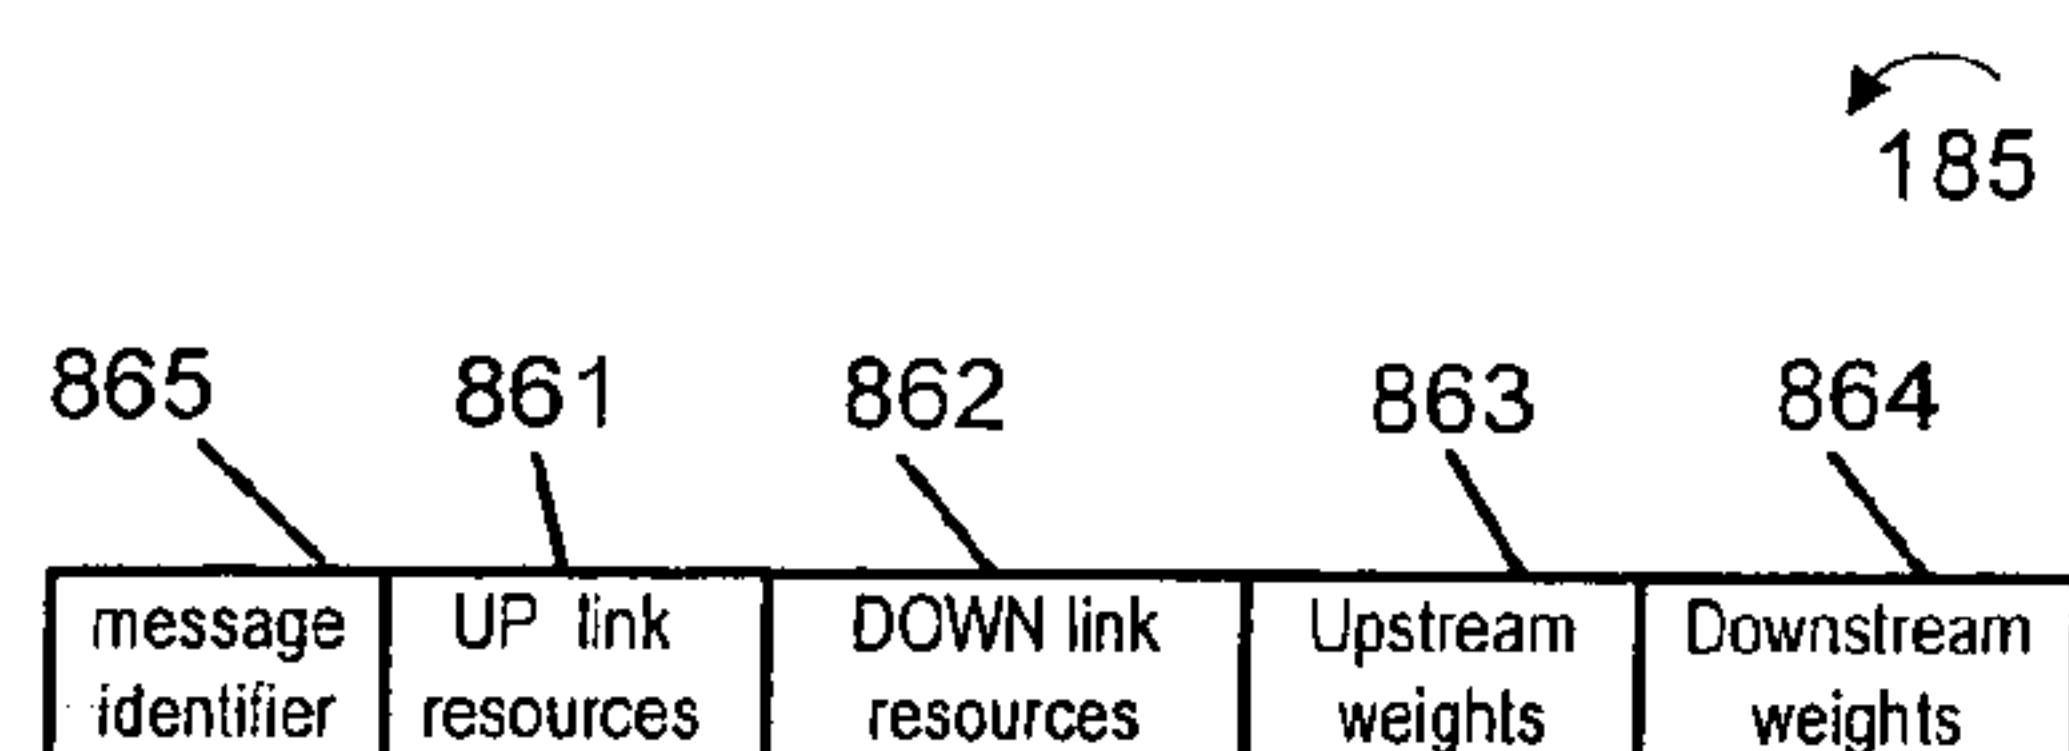 185
865 861 862 863 864
message UP link DOWN link Upstream Downstream
identifier resources resources weights weights